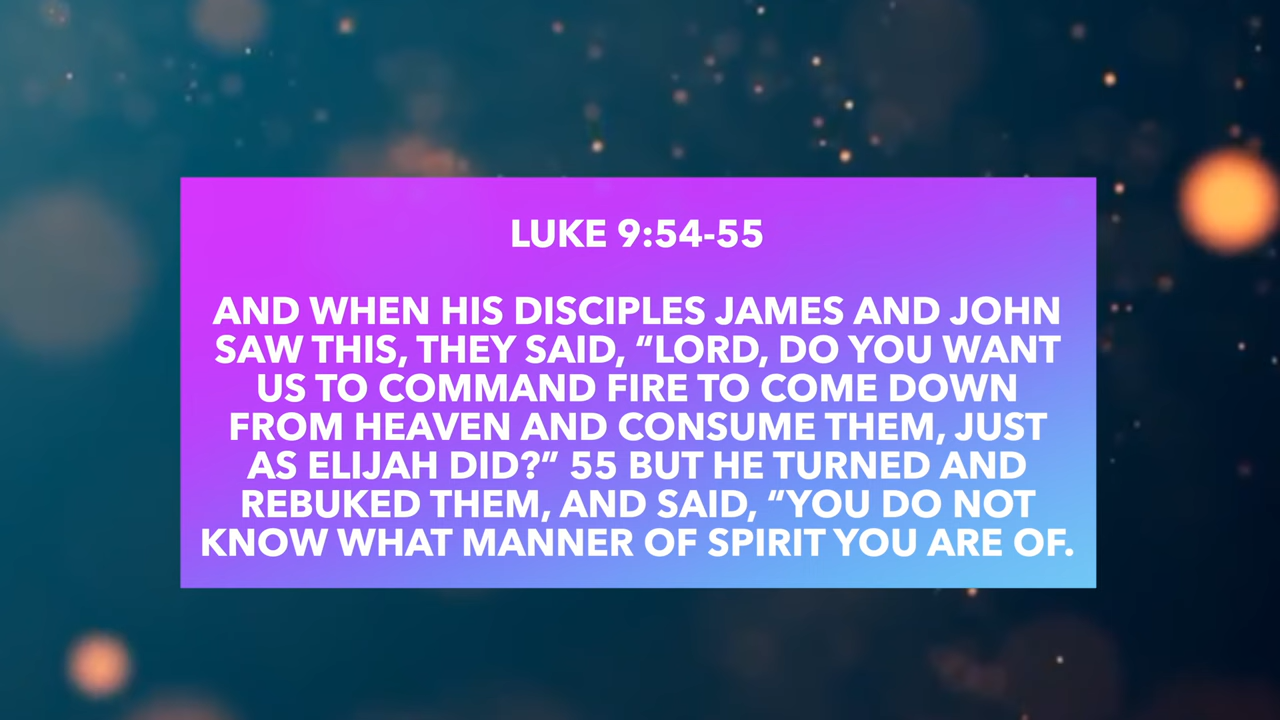 LUKE 9:54-55
AND WHEN HIS DISCIPLES JAMES AND JOHN
SAW THIS, THEY SAID, “LORD, DO YOU WANT
US TO COMMAND FIRE TO COME DOWN
FROM HEAVEN AND CONSUME THEM, JUST
AS ELIJAH DID?” 55 BUT HE TURNED AND
REBUKED THEM, AND SAID, “YOU DO NOT
KNOW WHAT MANNER OF SPIRIT YOU ARE OF.